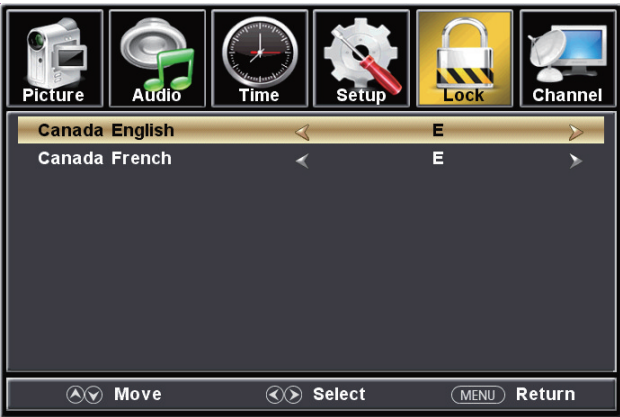 Picture Audio Time Setup Lock Channel
Canada English E
Canada French E
Move Select MENU Return